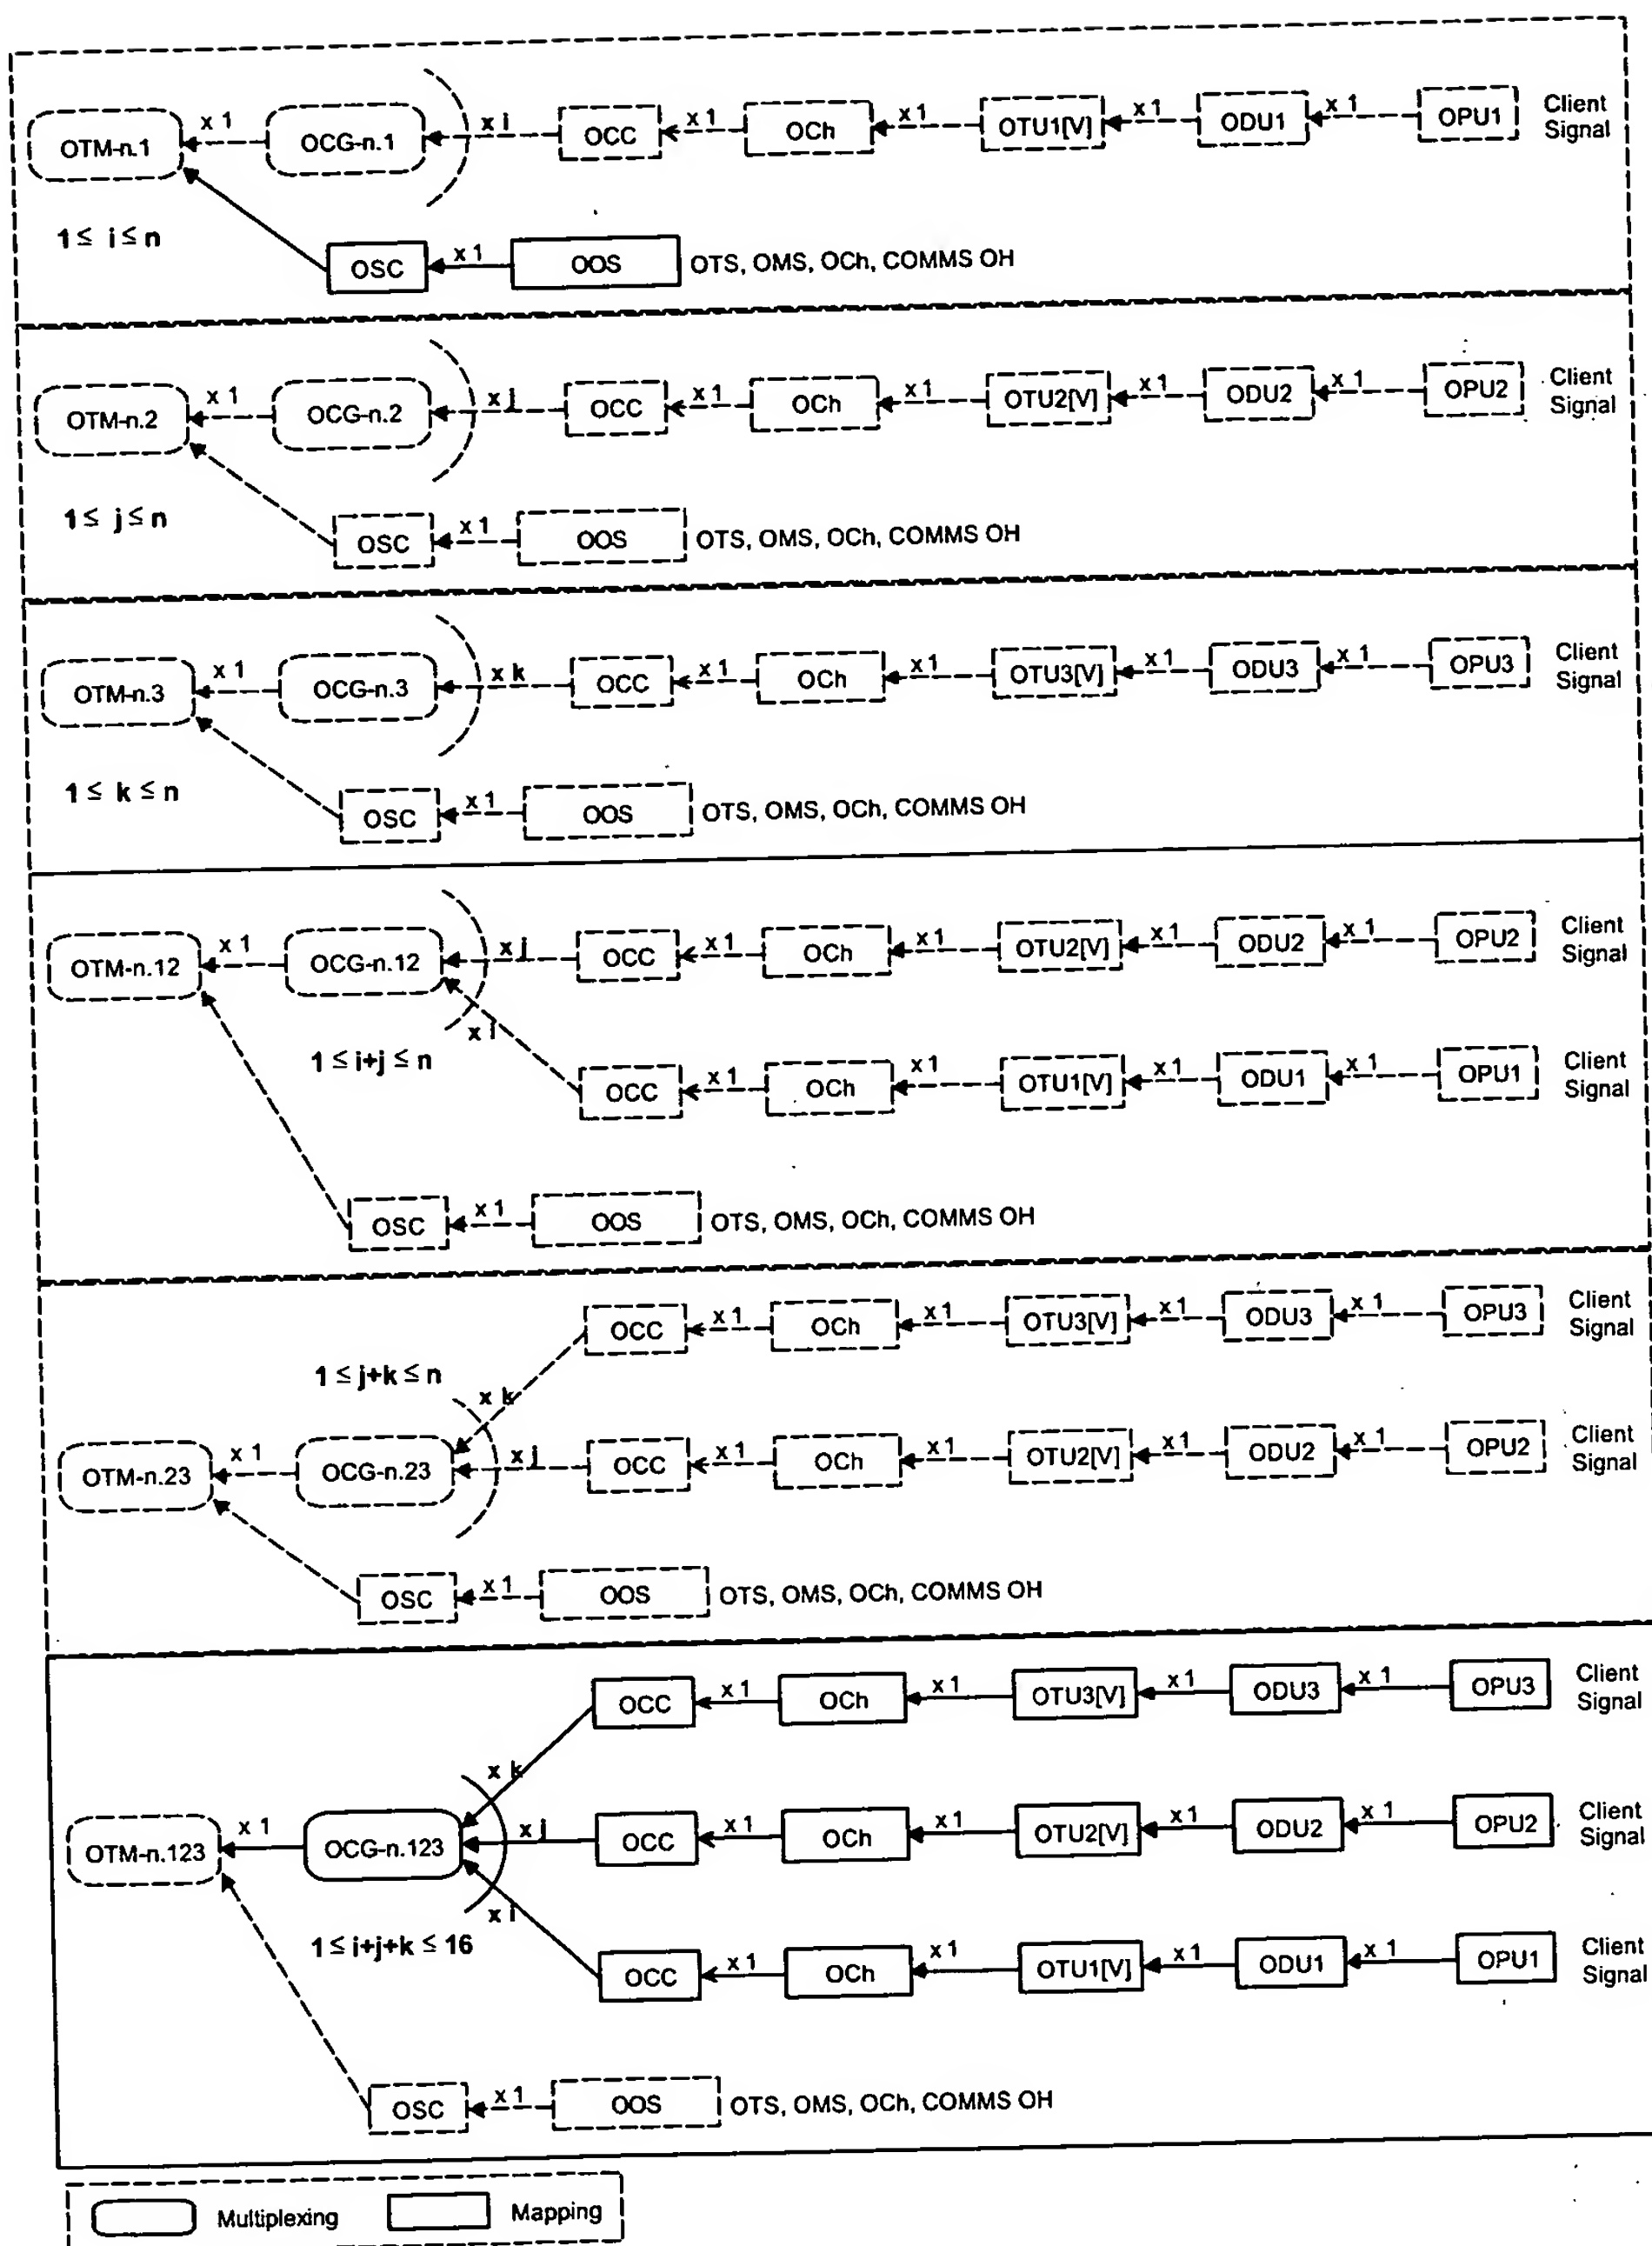 OTM-n.1 x 1 OCG-n.1 x i OCC x 1 OCh x 1 OTU1[V] x 1 ODU1 x 1 OPU1 Client Signal
1 ≤ i ≤ n
OSC x 1 OOS OTS, OMS, OCh, COMMS OH
OTM-n.2 x 1 OCG-n.2 x j OCC x 1 OCh x 1 OTU2[V] x 1 ODU2 x 1 OPU2 Client Signal
1 ≤ j ≤ n
OSC x 1 OOS OTS, OMS, OCh, COMMS OH
OTM-n.3 x 1 OCG-n.3 x k OCC x 1 OCh x 1 OTU3[V] x 1 ODU3 x 1 OPU3 Client Signal
1 ≤ k ≤ n
OSC x 1 OOS OTS, OMS, OCh, COMMS OH
OTM-n.12 x 1 OCG-n.12 x j OCC x 1 OCh x 1 OTU2[V] x 1 ODU2 x 1 OPU2 Client Signal
1 ≤ i+j ≤ n
x i OCC x 1 OCh x 1 OTU1[V] x 1 ODU1 x 1 OPU1 Client Signal
OSC x 1 OOS OTS, OMS, OCh, COMMS OH
OCC x 1 OCh x 1 OTU3[V] x 1 ODU3 x 1 OPU3 Client Signal
1 ≤ j+k ≤ n
x k
OTM-n.23 x 1 OCG-n.23 x j OCC x 1 OCh x 1 OTU2[V] x 1 ODU2 x 1 OPU2 Client Signal
OSC x 1 OOS OTS, OMS, OCh, COMMS OH
OCC x 1 OCh x 1 OTU3[V] x 1 ODU3 x 1 OPU3 Client Signal
x k
OTM-n.123 x 1 OCG-n.123 x j OCC x 1 OCh x 1 OTU2[V] x 1 ODU2 x 1 OPU2 Client Signal
x i
1 ≤ i+j+k ≤ 16
OCC x 1 OCh x 1 OTU1[V] x 1 ODU1 x 1 OPU1 Client Signal
OSC x 1 OOS OTS, OMS, OCh, COMMS OH
Multiplexing Mapping